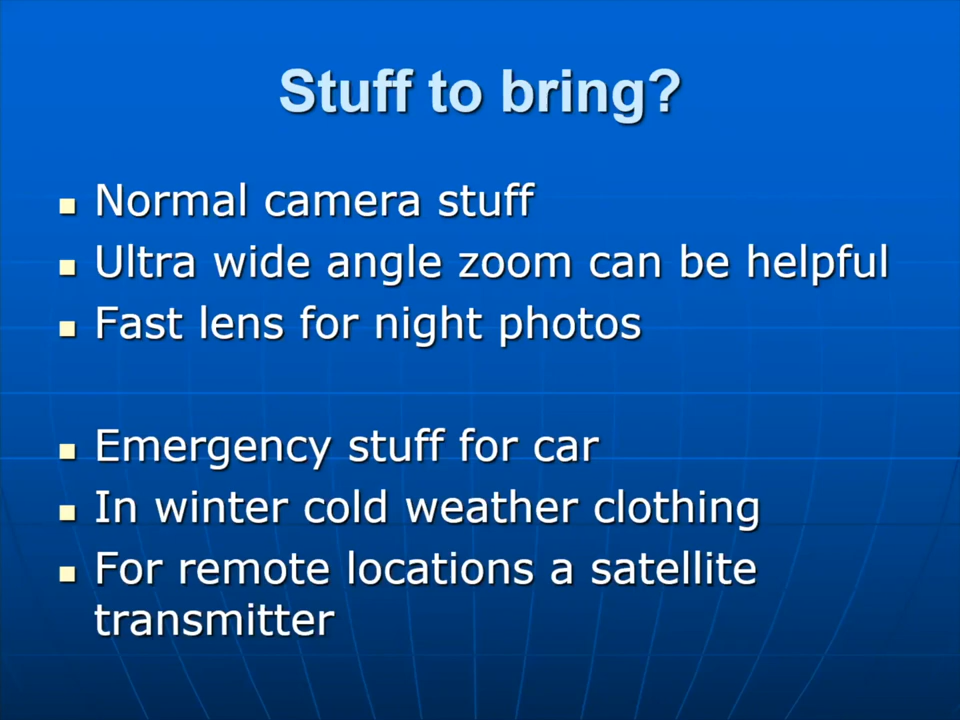 Stuff to bring?
Normal camera stuff
Ultra wide angle zoom can be helpful
Fast lens for night photos
Emergency stuff for car
In winter cold weather clothing
For remote locations a satellite
transmitter